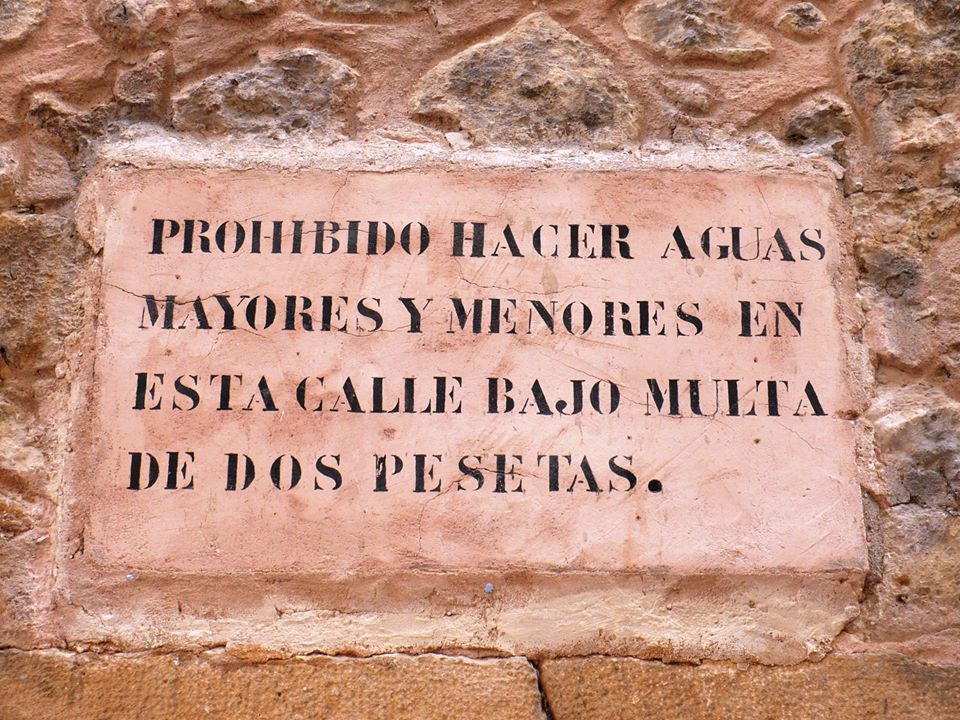 PROHIBIDO HACER AGUAS
MAYORES Y MENORES EN
ESTA CALLE BAJO MULTA
DE DOS PESETAS.